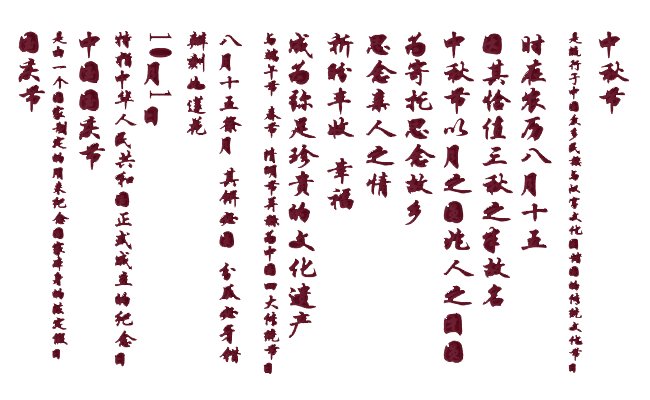 中秋节
是流行于中国众多民族与汉字文化圈诸国的传统文化节日
时在农历八月十五
因其恰值三秋之半故名
中秋节以月之圆兆人之团圆
为寄托思念故乡
思念亲人之情
祈盼丰收 幸福
成为弥足珍贵的文化遗产
与端午节 春节 清明节并称为中国四大传统节日
八月十五祭月 其饼必圆 分瓜必牙错
瓣刻如莲花
10月1日
特指中华人民共和国正式成立的纪念日
中国国庆节
是由一个国家制定的用来纪念国家本身的法定假日
国庆节